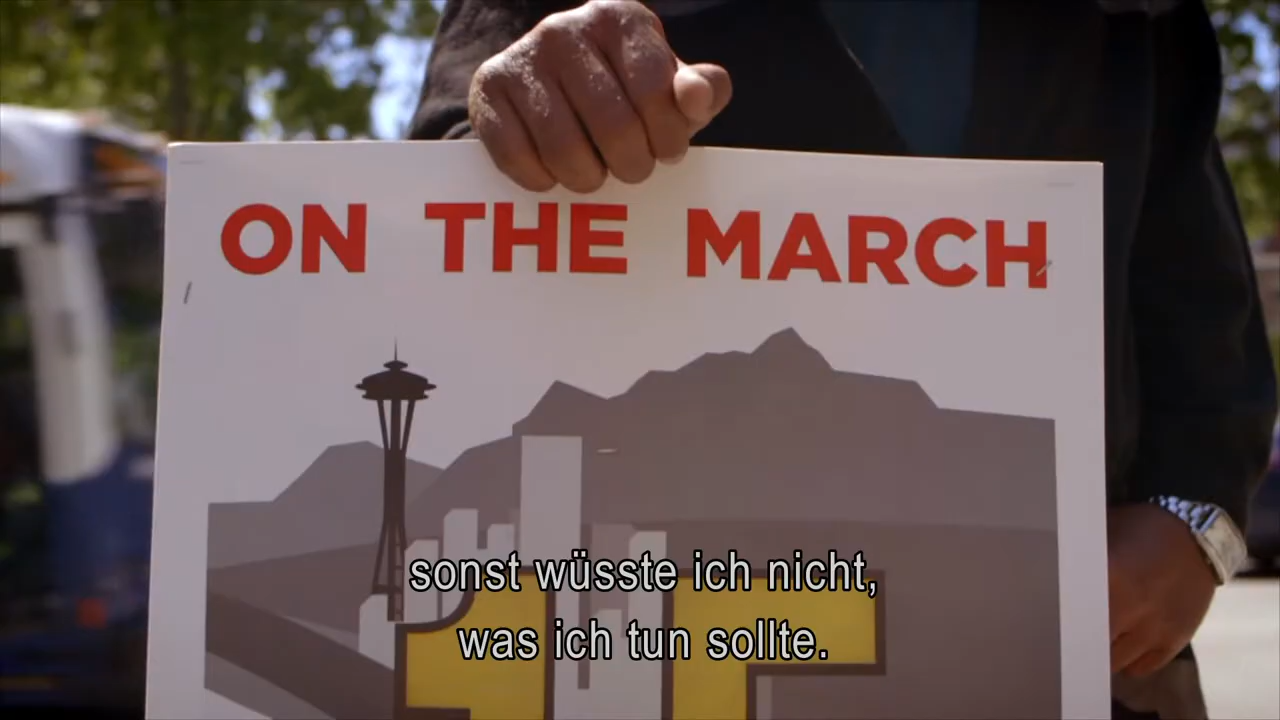 ON THE MARCH
sonst wüsste ich nicht,
was ich tun sollte.